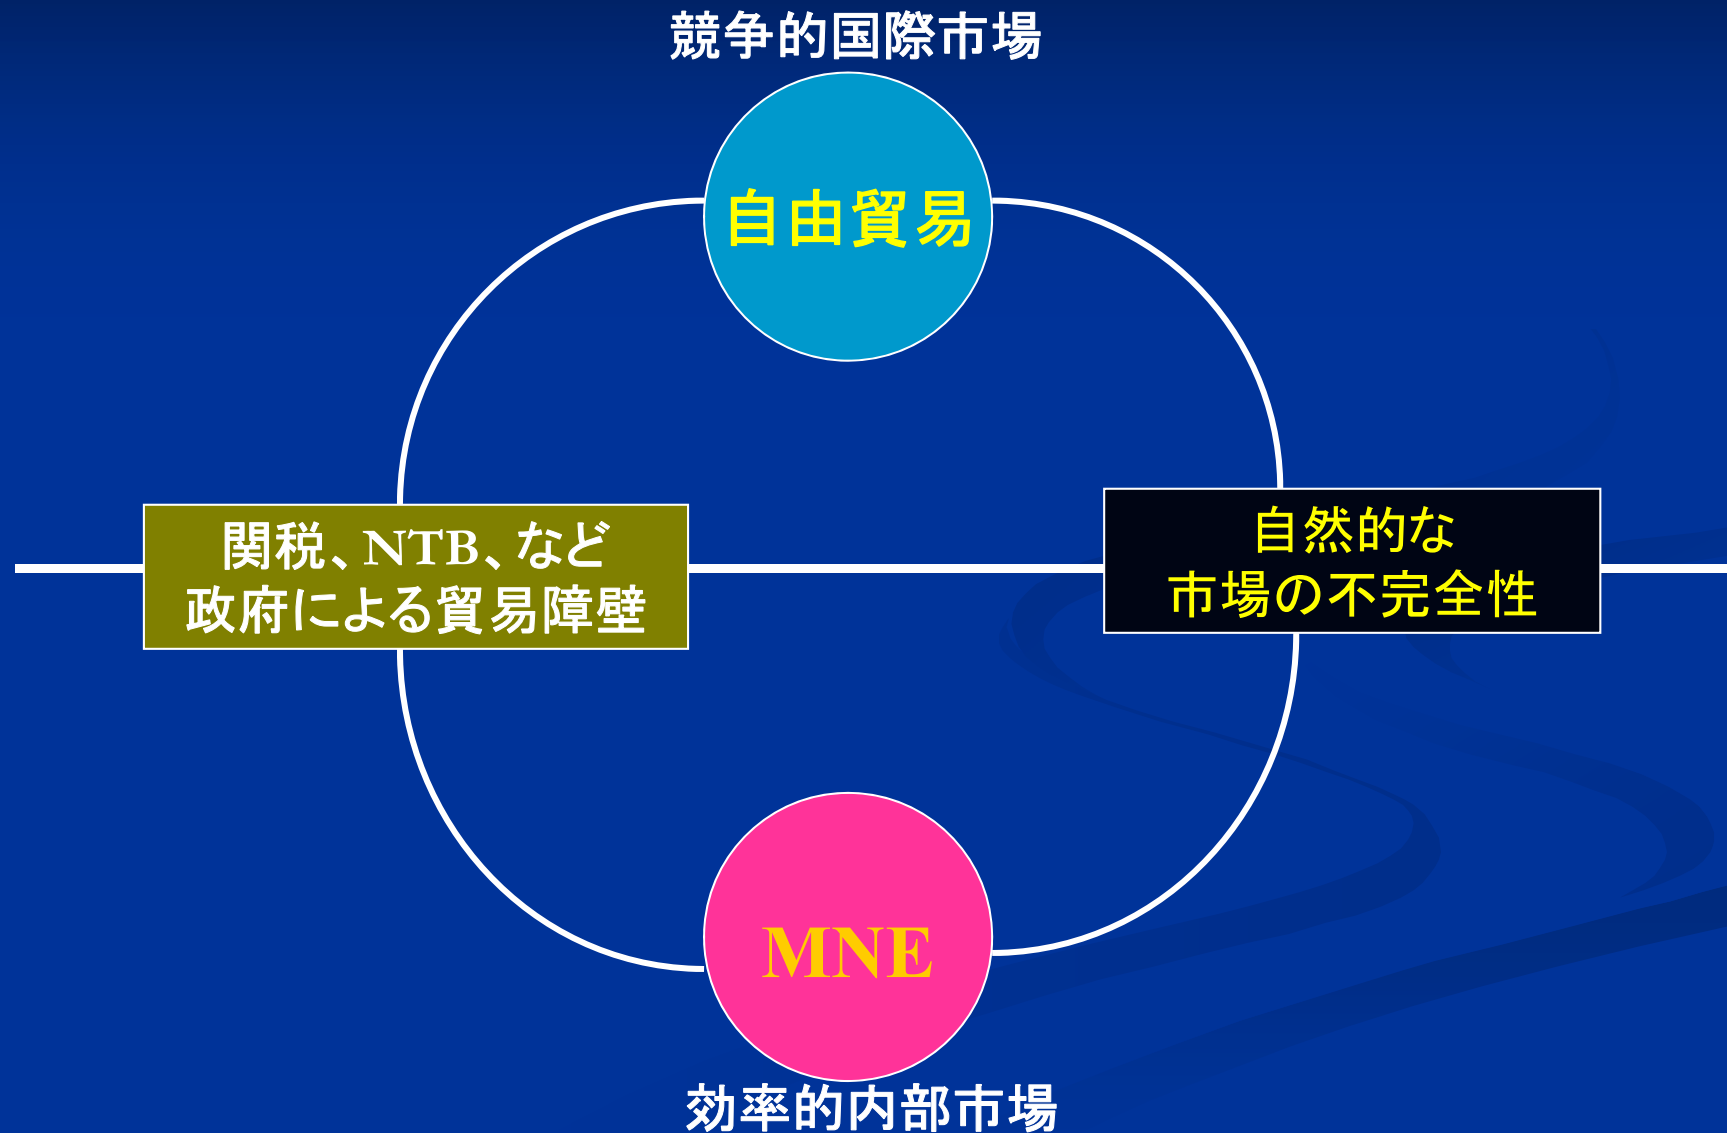 競争的国際市場
自由貿易
関税、NTB、など
政府による貿易障壁
自然的な
市場の不完全性
MNE
効率的内部市場